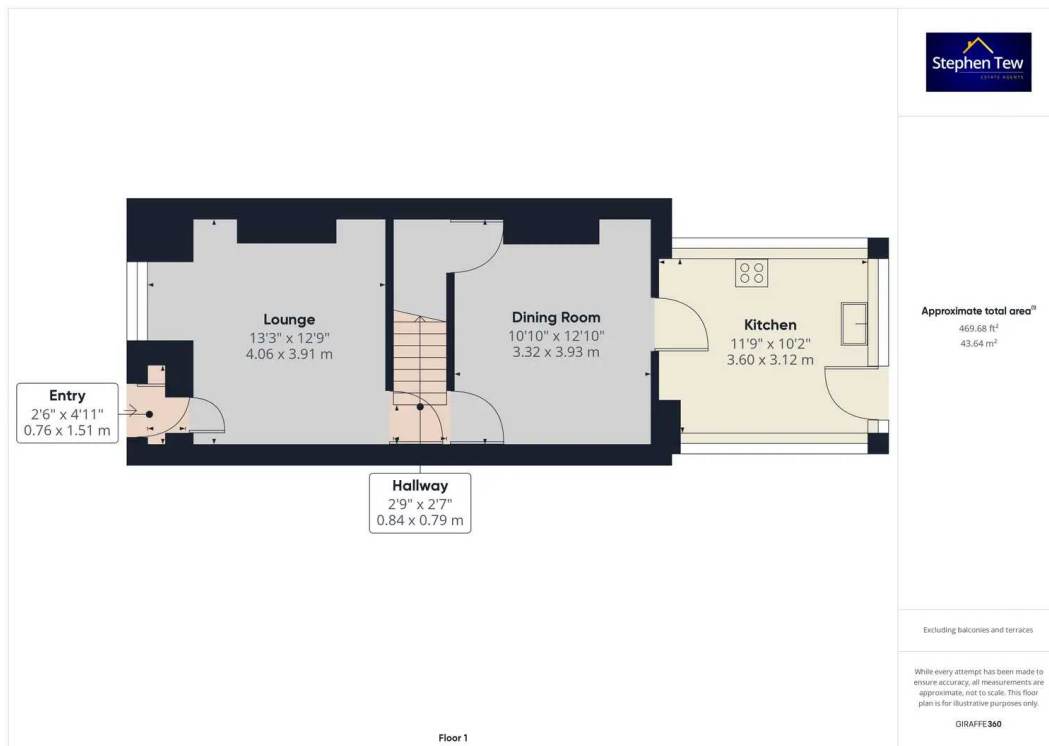 Stephen Tew
ESTATE AGENTS
Lounge
13'3" x 12'9"
4.06 x 3.91 m
Dining Room
10'10" x 12'10"
3.32 x 3.93 m
Kitchen
11'9" x 10'2"
3.60 x 3.12 m
Entry
2'6" x 4'11"
0.76 x 1.51 m
Hallway
2'9" x 2'7"
0.84 x 0.79 m
Floor 1
Approximate total area⁽¹⁾
469.68 ft²
43.64 m²
Excluding balconies and terraces
While every attempt has been made to
ensure accuracy, all measurements are
approximate, not to scale. This floor
plan is for illustrative purposes only.
GIRAFFE360